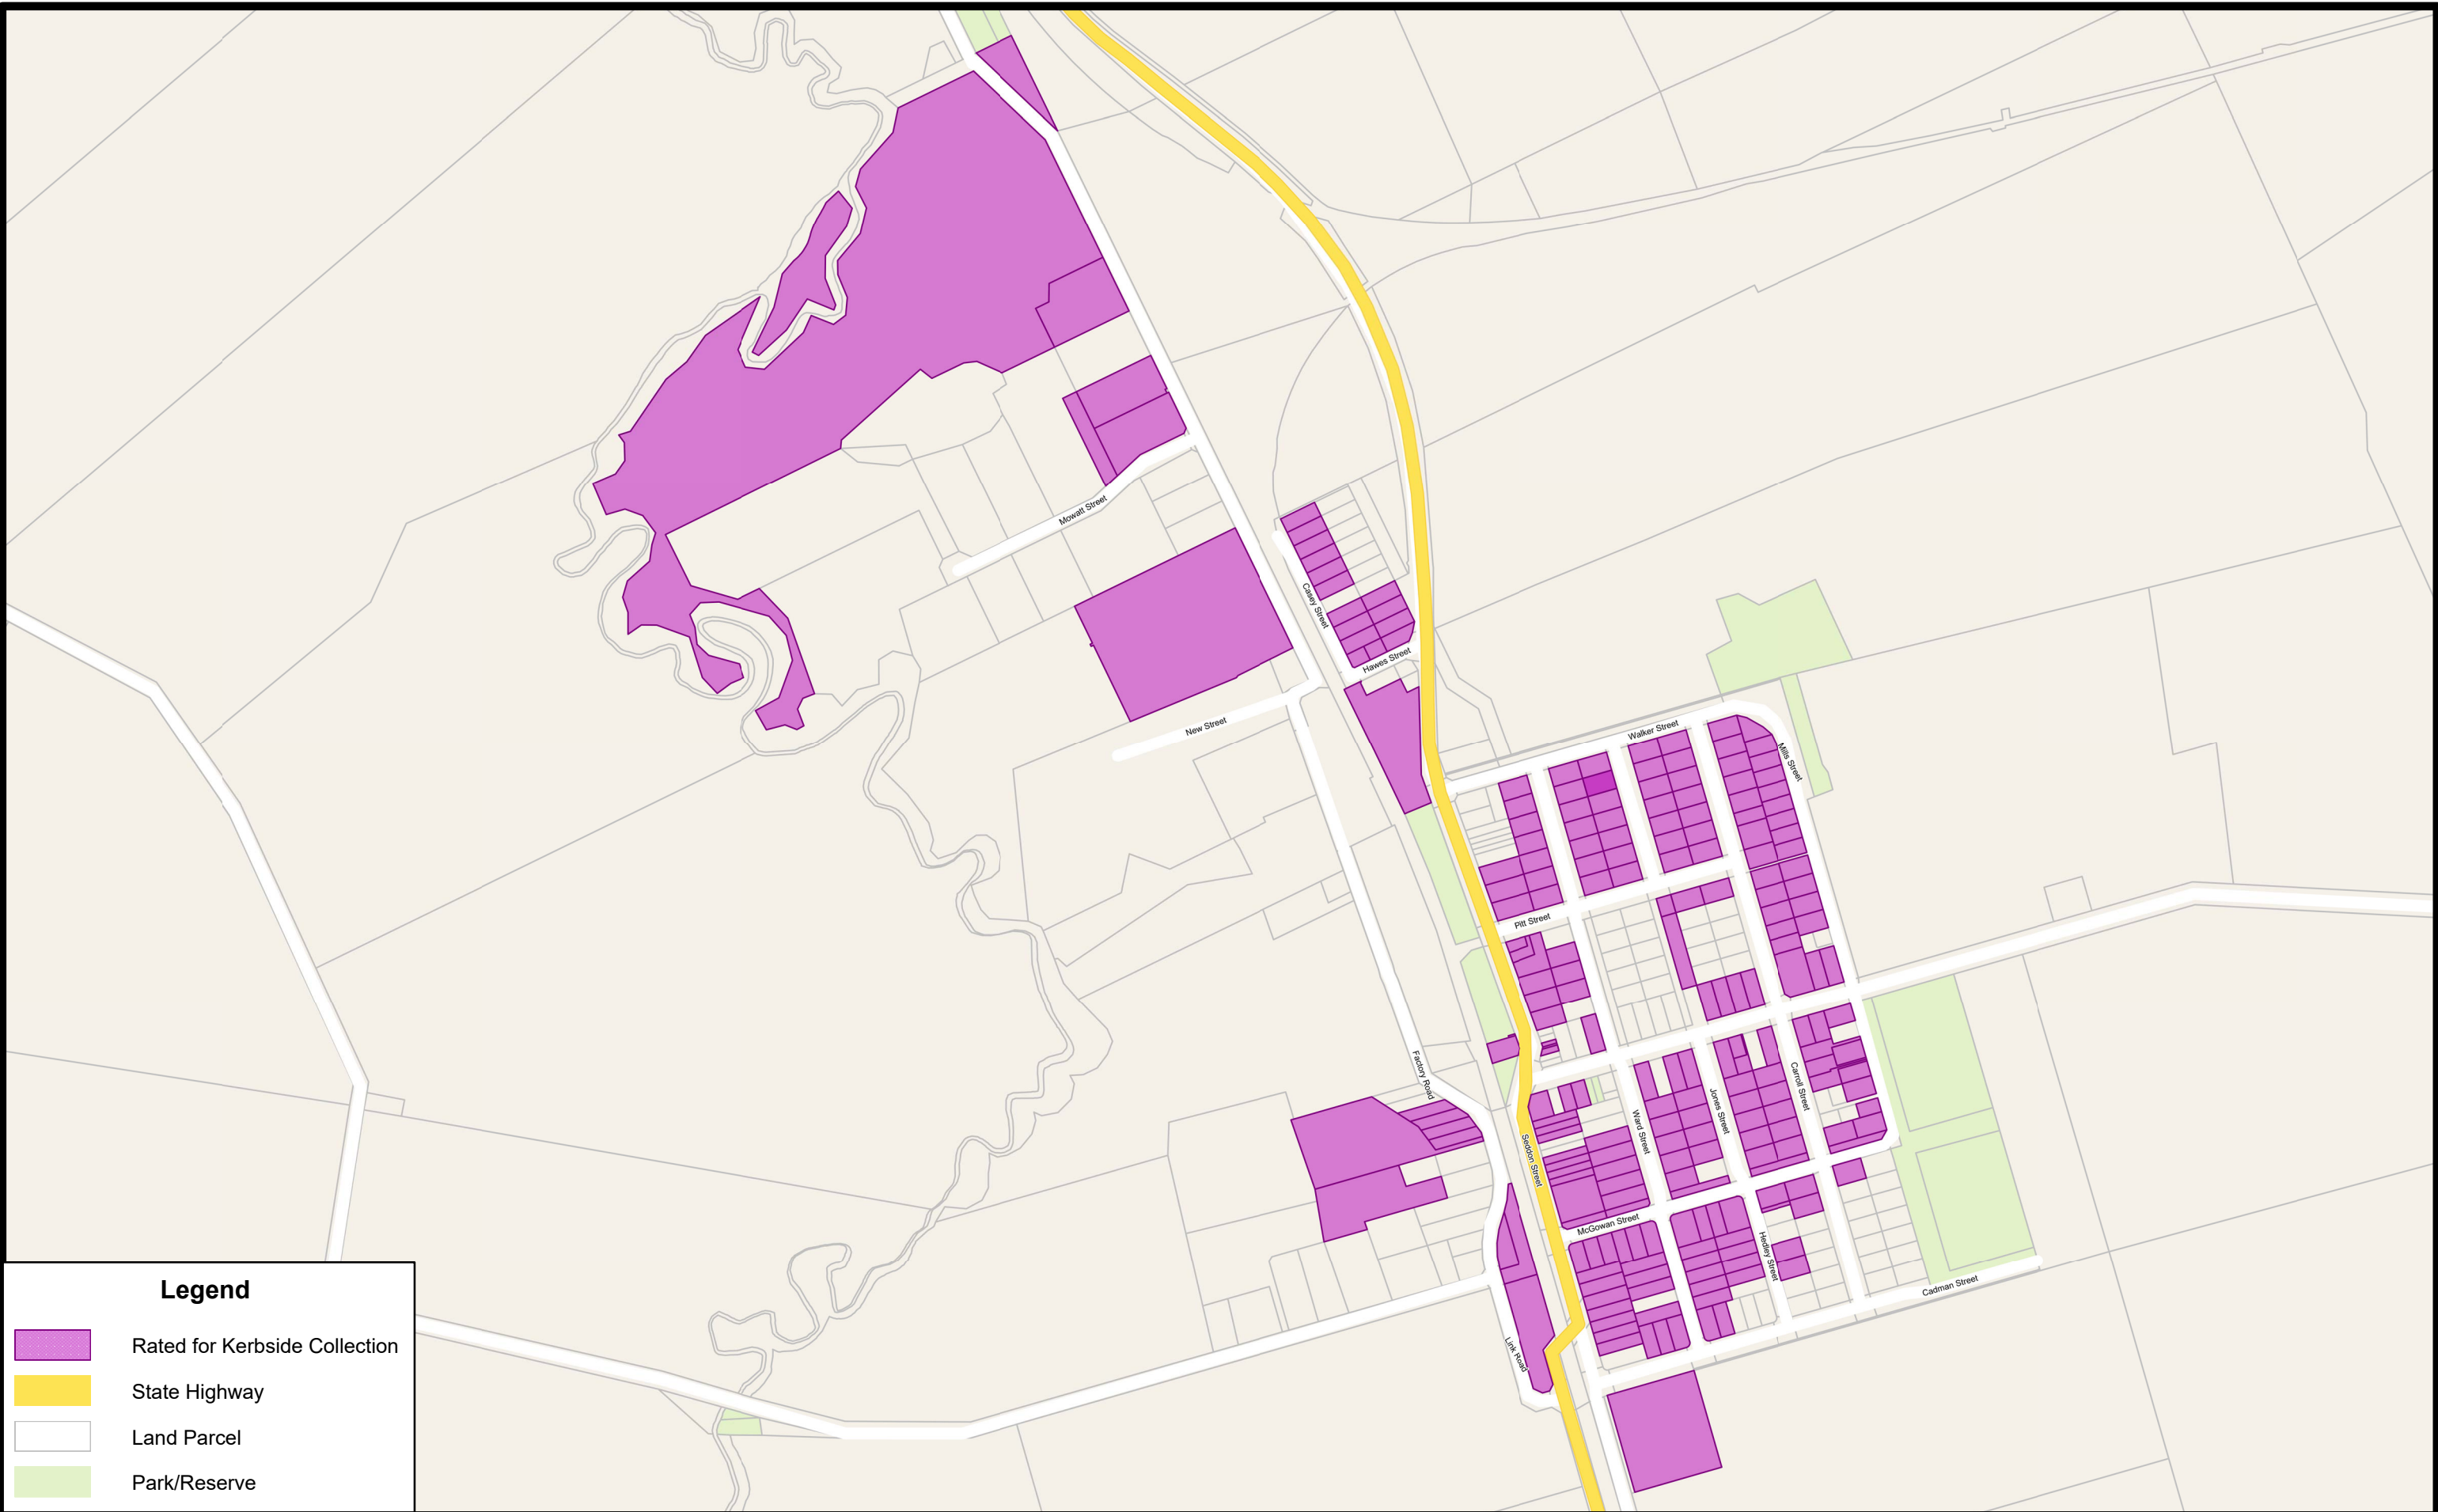 Mowatt Street
Casey Street
Hawes Street
New Street
Walker Street
Mills Street
Pitt Street
Factory Road
Seddon Street
Ward Street
Jones Street
Carroll Street
McGowan Street
Hedley Street
Cadman Street
Link Road
Legend
Rated for Kerbside Collection
State Highway
Land Parcel
Park/Reserve